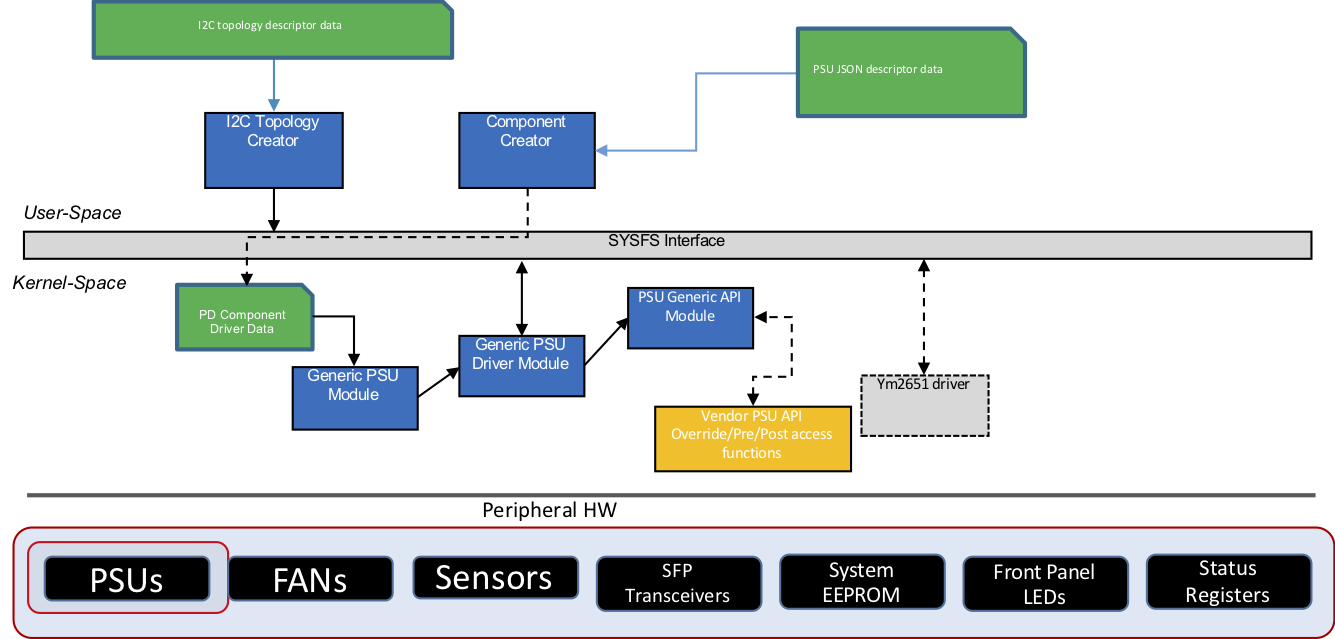 I2C topology descriptor data
PSU JSON descriptor data
I2C Topology
Creator
Component
Creator
User-Space
SYSFS Interface
Kernel-Space
PD Component
Driver Data
Generic PSU
Module
Generic PSU
Driver Module
PSU Generic API
Module
Vendor PSU API
Override/Pre/Post access
functions
Ym2651 driver
Peripheral HW
PSUs
FANs
Sensors
SFP
Transceivers
System
EEPROM
Front Panel
LEDs
Status
Registers